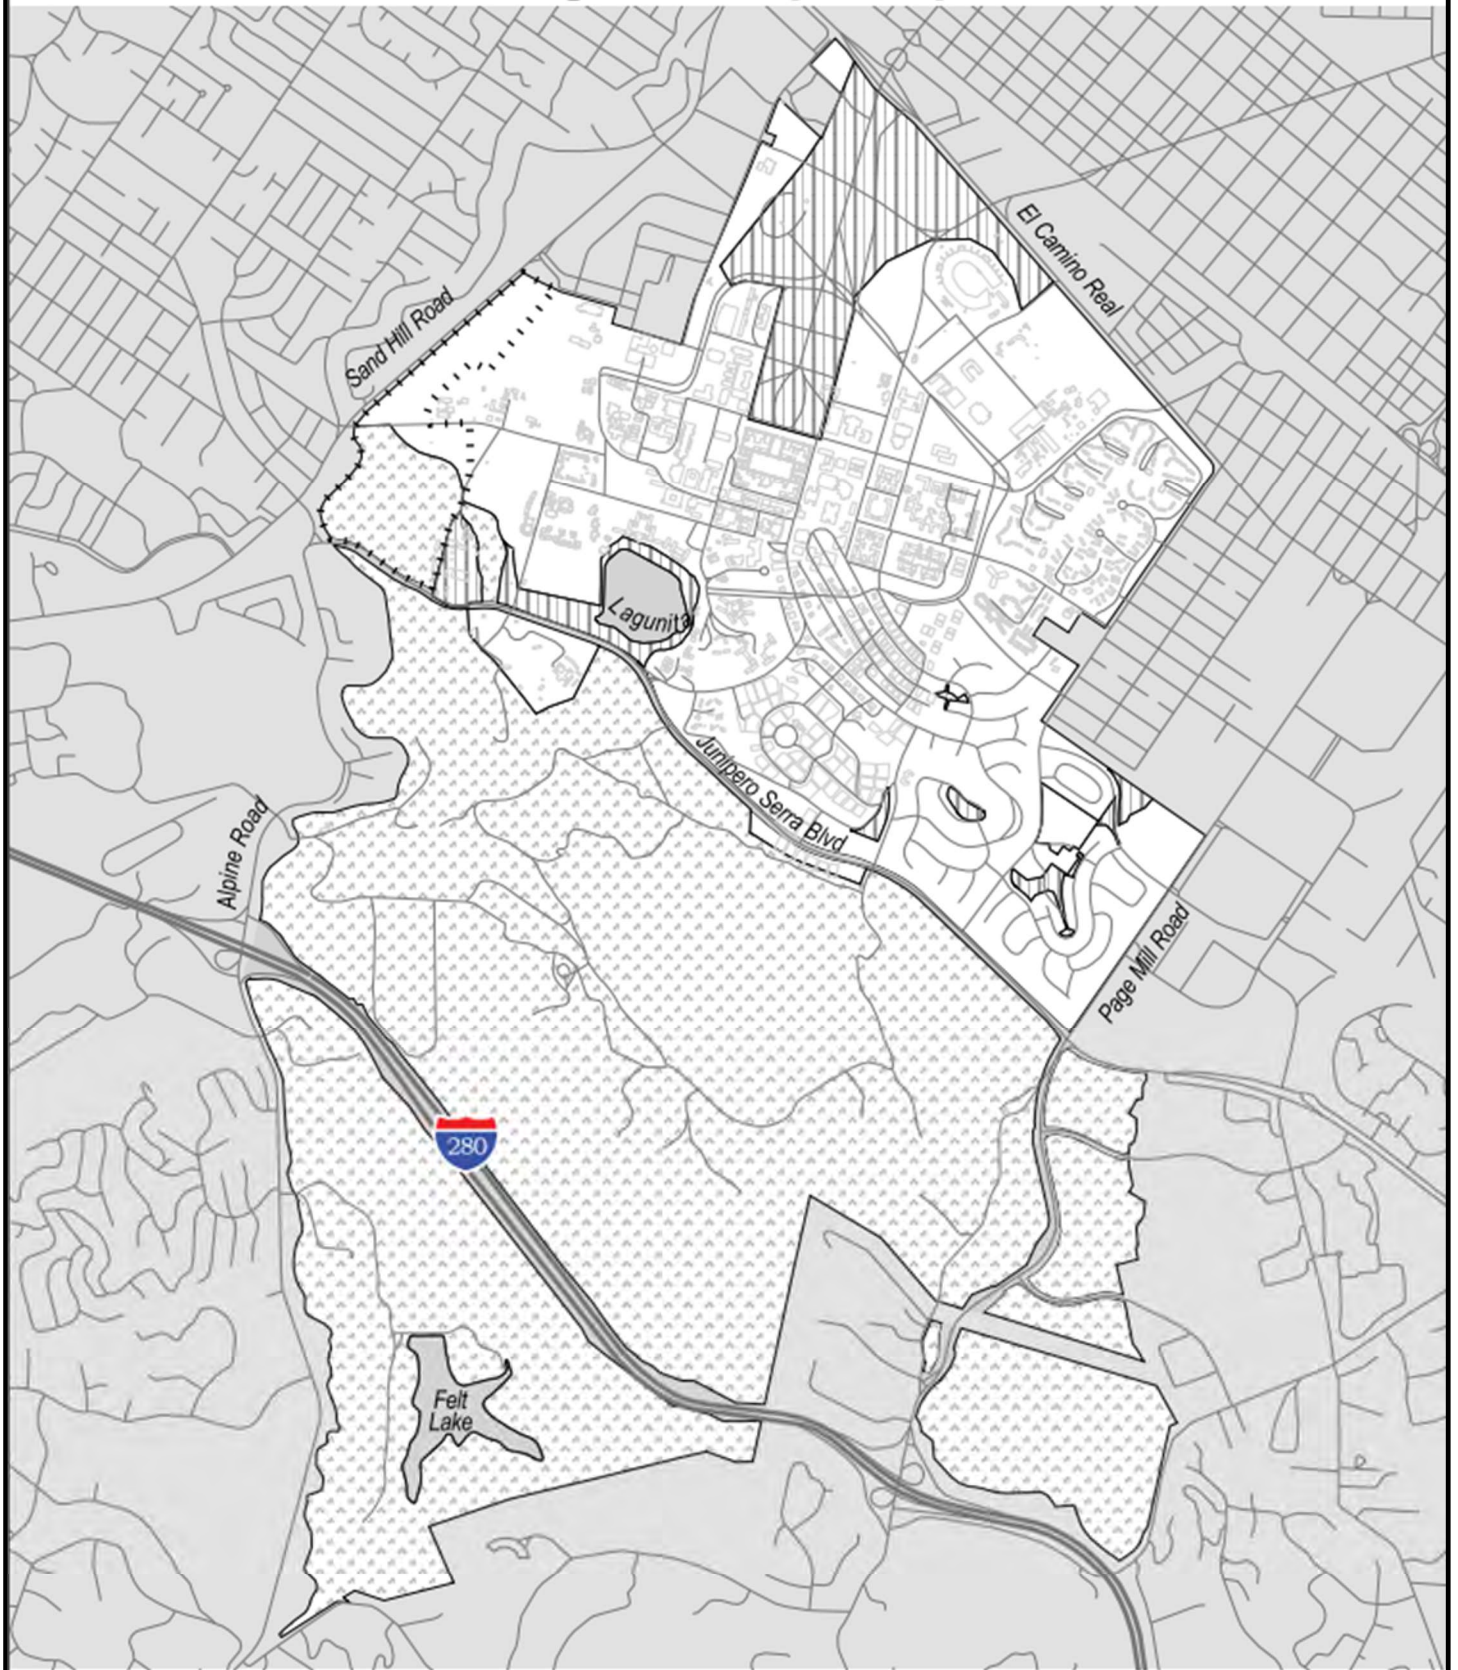 El Camino Real
Sand Hill Road
Lagunita
Junipero Serra Blvd
Alpine Road
Page Mill Road
280
Felt
Lake